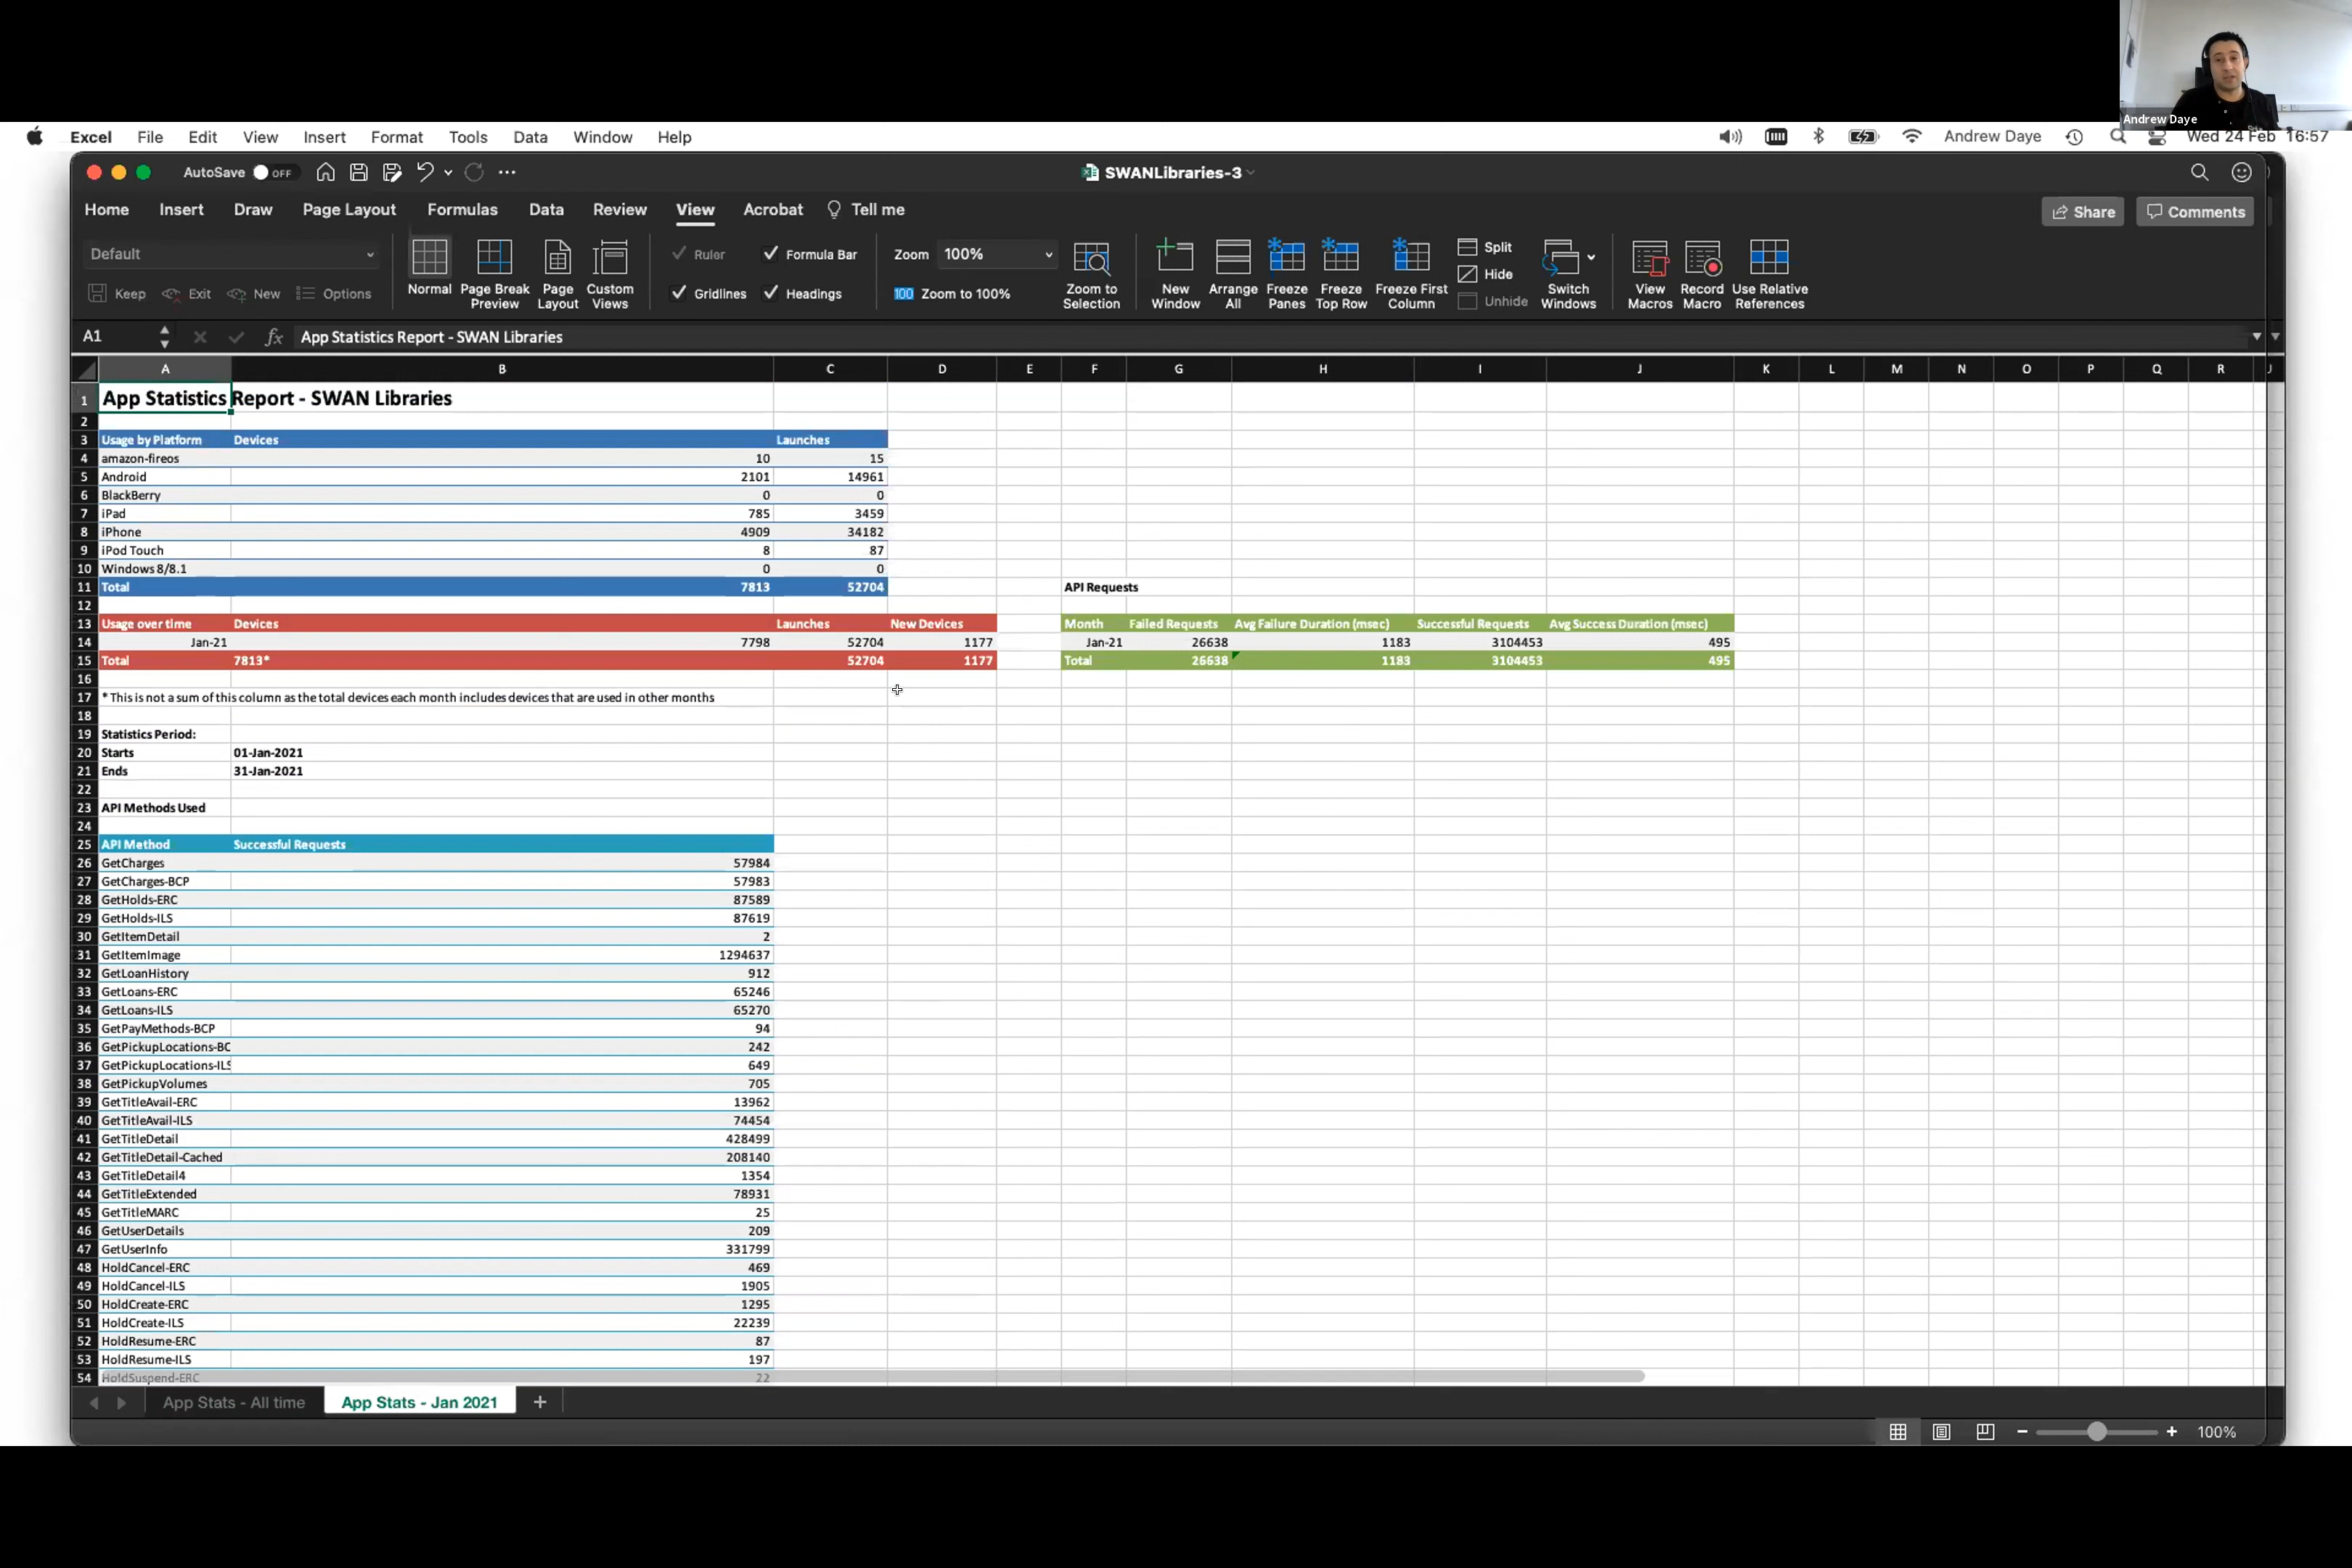 Andrew Daye
Excel File Edit View Insert Format Tools Data Window Help Andrew Daye Wed 24 Feb 16:57
AutoSave OFF SWANLibraries-3
Home Insert Draw Page Layout Formulas Data Review View Acrobat Tell me Share Comments
Default Normal Page Break Preview Page Layout Custom Views Ruler Formula Bar Zoom 100% Zoom to Selection New Window Arrange All Freeze Panes Freeze Top Row Freeze First Column Split Hide Unhide Switch Windows View Macros Record Macro Use Relative References
Keep Exit New Options Gridlines Headings 100 Zoom to 100%
A1 fx App Statistics Report - SWAN Libraries
A B C D E F G H I J K L M N O P Q R
1 App Statistics Report - SWAN Libraries
2
3 Usage by Platform Devices Launches
4 amazon-fireos 10 15
5 Android 2101 14961
6 BlackBerry 0 0
7 iPad 785 3459
8 iPhone 4909 34182
9 iPod Touch 8 87
10 Windows 8/8.1 0 0
11 Total 7813 52704 API Requests
12
13 Usage over time Devices Launches New Devices Month Failed Requests Avg Failure Duration (msec) Successful Requests Avg Success Duration (msec)
14 Jan-21 7798 52704 1177 Jan-21 26638 1183 3104453 495
15 Total 7813* 52704 1177 Total 26638 1183 3104453 495
16
17 * This is not a sum of this column as the total devices each month includes devices that are used in other months
18
19 Statistics Period:
20 Starts 01-Jan-2021
21 Ends 31-Jan-2021
22
23 API Methods Used
24
25 API Method Successful Requests
26 GetCharges 57984
27 GetCharges-BCP 57983
28 GetHolds-ERC 87589
29 GetHolds-ILS 87619
30 GetItemDetail 2
31 GetItemImage 1294637
32 GetLoanHistory 912
33 GetLoans-ERC 65246
34 GetLoans-ILS 65270
35 GetPayMethods-BCP 94
36 GetPickupLocations-BC 242
37 GetPickupLocations-ILS 649
38 GetPickupVolumes 705
39 GetTitleAvail-ERC 13962
40 GetTitleAvail-ILS 74454
41 GetTitleDetail 428499
42 GetTitleDetail-Cached 208140
43 GetTitleDetail4 1354
44 GetTitleExtended 78931
45 GetTitleMARC 25
46 GetUserDetails 209
47 GetUserInfo 331799
48 HoldCancel-ERC 469
49 HoldCancel-ILS 1905
50 HoldCreate-ERC 1295
51 HoldCreate-ILS 22239
52 HoldResume-ERC 87
53 HoldResume-ILS 197
54 HoldSuspend-ERC 22
App Stats - All time App Stats - Jan 2021 +
100%